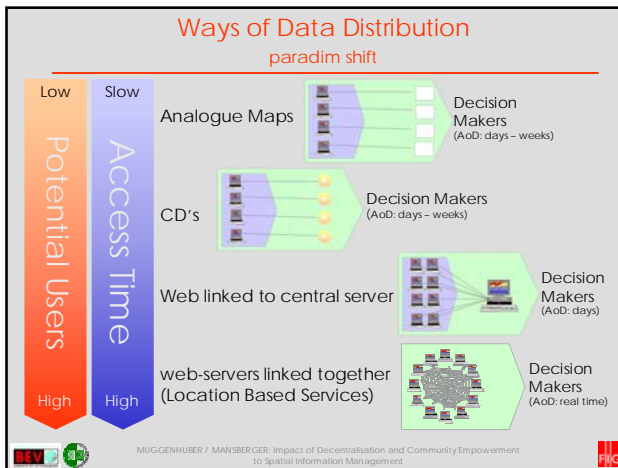 Ways of Data Distribution
paradim shift
Low
Slow
Potential Users
Access Time
High
High
Analogue Maps
Decision
Makers
(AoD: days – weeks)
CD's
Decision Makers
(AoD: days – weeks)
Web linked to central server
Decision
Makers
(AoD: days)
web-servers linked together
(Location Based Services)
Decision
Makers
(AoD: real time)
BEV
MUGGENHUBER / MANSBERGER: Impact of Decentralisation and Community Empowerment
to Spatial Information Management
FIG